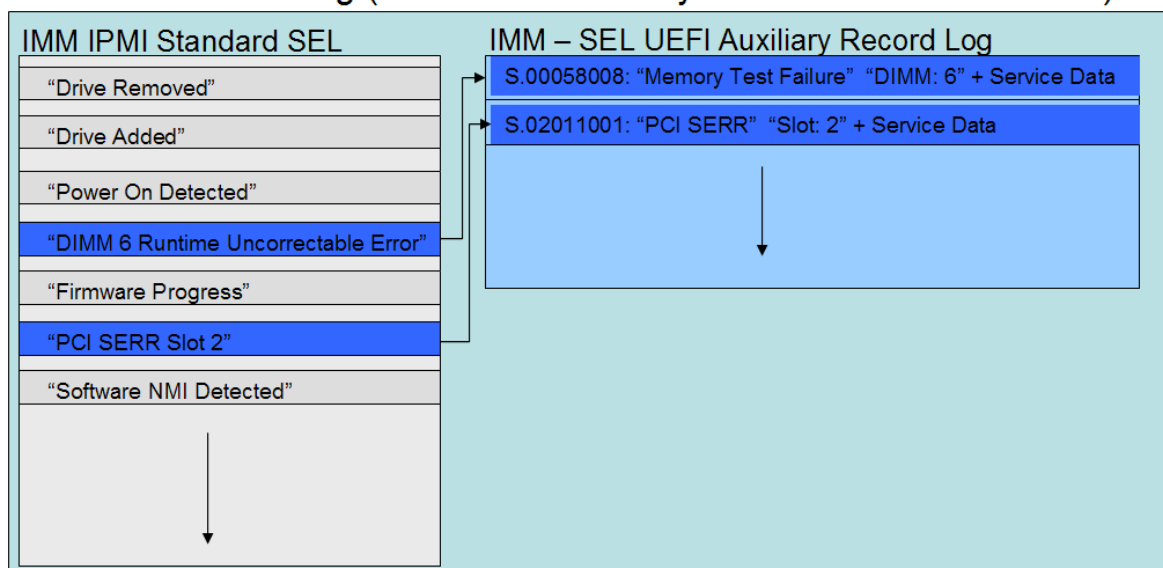 IMM IPMI Standard SEL
“Drive Removed”
“Drive Added”
“Power On Detected”
“DIMM 6 Runtime Uncorrectable Error”
“Firmware Progress”
“PCI SERR Slot 2”
“Software NMI Detected”
IMM – SEL UEFI Auxiliary Record Log
S.00058008: “Memory Test Failure” “DIMM: 6” + Service Data
S.02011001: “PCI SERR” “Slot: 2” + Service Data